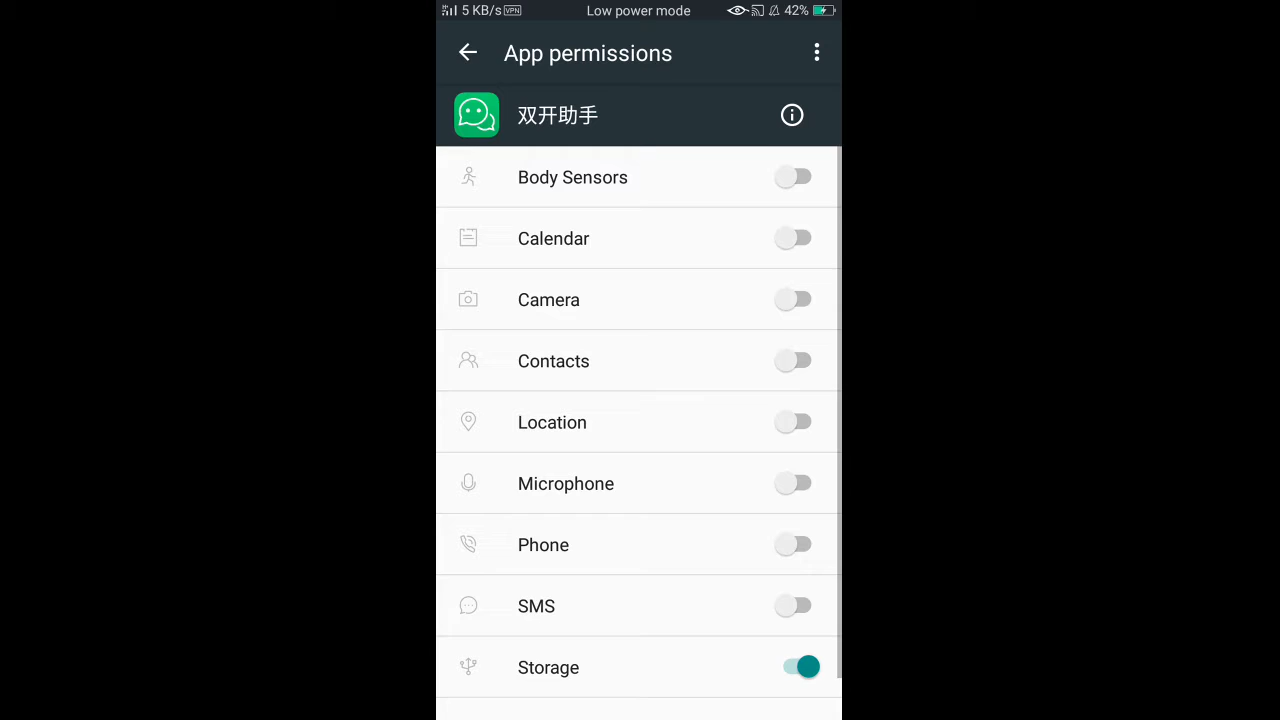 5 KB/s VPN Low power mode 42%
App permissions
双开助手
Body Sensors
Calendar
Camera
Contacts
Location
Microphone
Phone
SMS
Storage